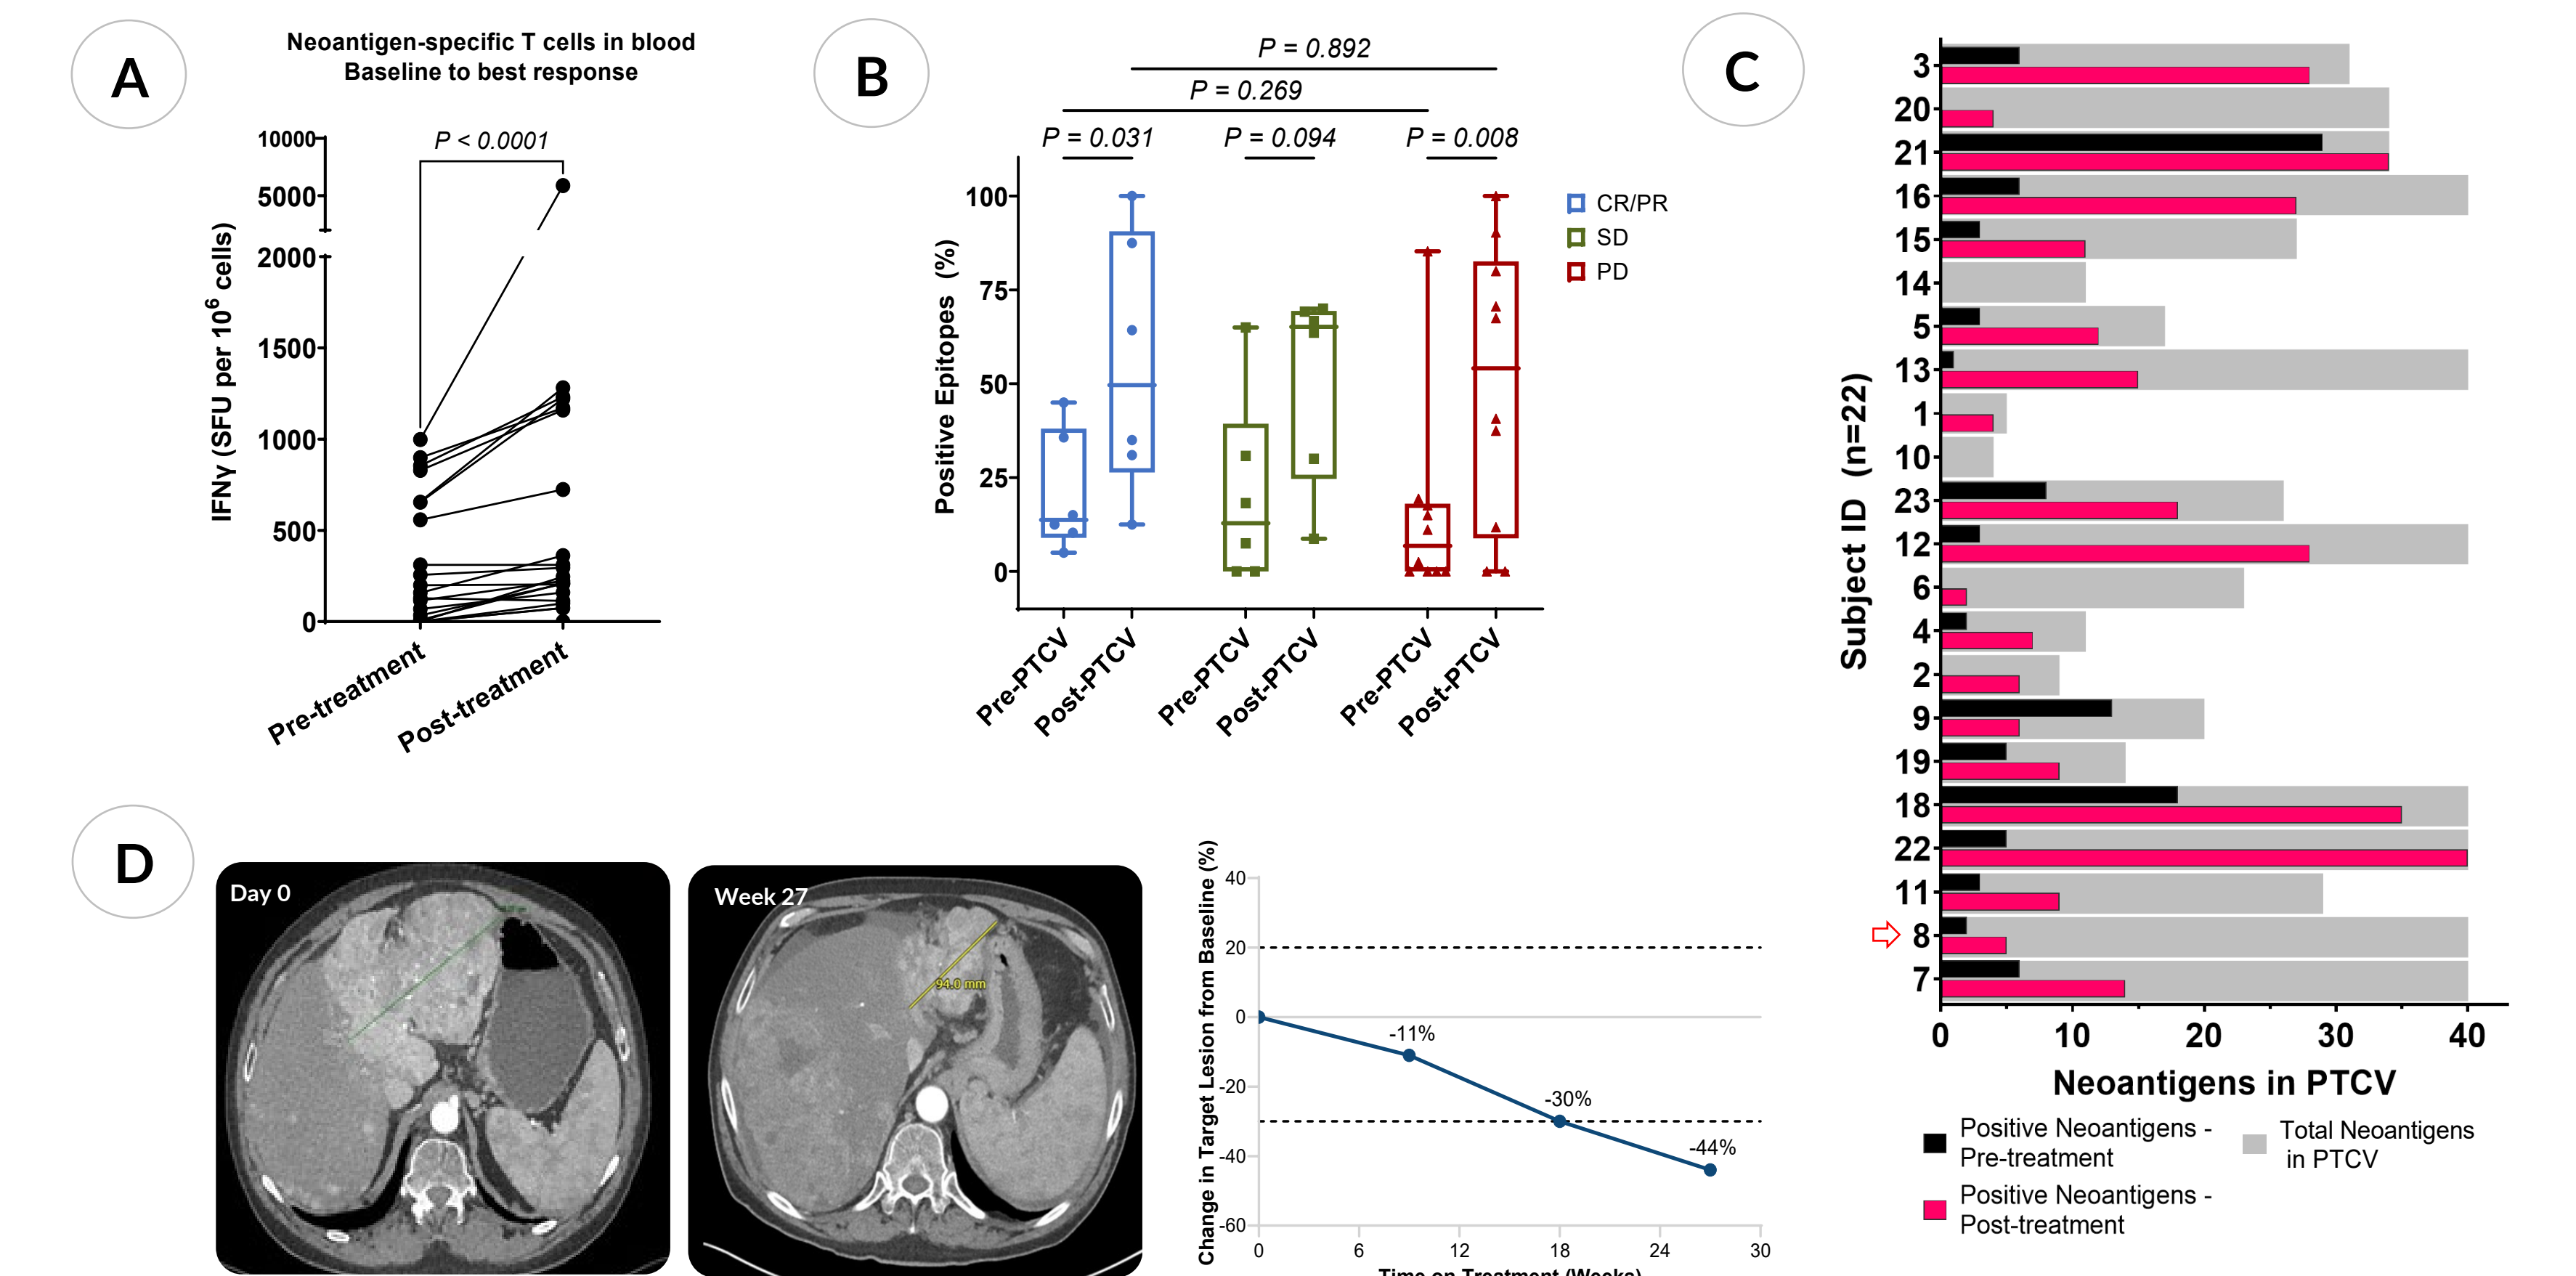 A
Neoantigen-specific T cells in blood
Baseline to best response
P < 0.0001
IFNγ (SFU per 10⁶ cells)
10000
5000
2000
1500
1000
500
0
Pre-treatment
Post-treatment
B
P = 0.892
P = 0.269
P = 0.031
P = 0.094
P = 0.008
Positive Epitopes (%)
100
75
50
25
0
Pre-PTCV
Post-PTCV
Pre-PTCV
Post-PTCV
Pre-PTCV
Post-PTCV
CR/PR
SD
PD
C
Subject ID (n=22)
3
20
21
16
15
14
5
13
1
10
23
12
6
4
2
9
19
18
22
11
8
7
0
10
20
30
40
Neoantigens in PTCV
Positive Neoantigens -
Pre-treatment
Total Neoantigens
in PTCV
Positive Neoantigens -
Post-treatment
D
Day 0
Week 27
94.0 mm
Change in Target Lesion from Baseline (%)
40
20
0
-20
-40
-60
-11%
-30%
-44%
0
6
12
18
24
30
Time on Treatment (Weeks)